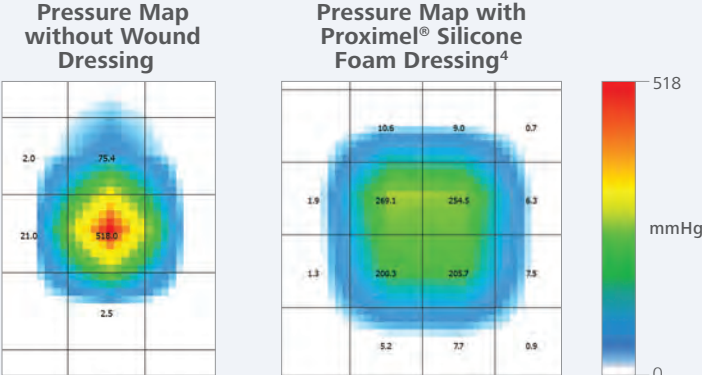 Pressure Map
without Wound
Dressing
Pressure Map with
Proximel® Silicone
Foam Dressing⁴
2.0 75.4
21.0 518.0
2.5
10.6 9.0 0.7
1.9 269.1 254.5 6.3
1.3 200.3 205.7 7.5
5.2 7.7 0.9
518
mmHg
0